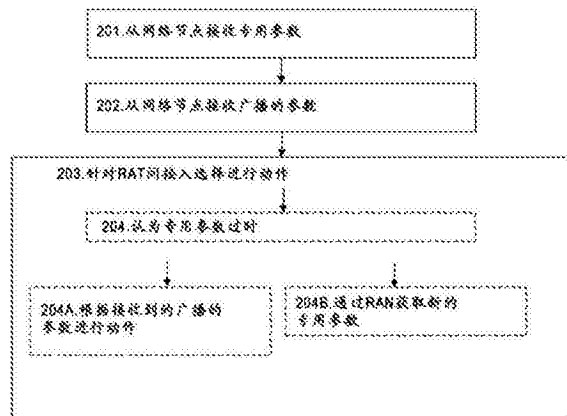 201.从网络节点接收专用参数
202.从网络节点接收广播的参数
203.针对RAT间接入选择进行动作
204.认为专用参数过时
204A.根据接收到的广播的
参数进行动作
204B.通过RAN获取新的
专用参数